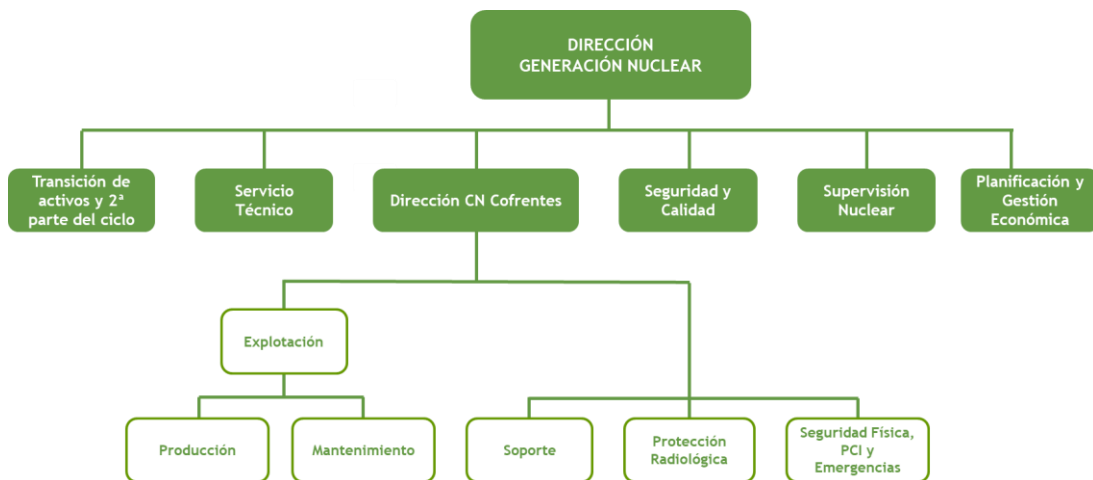 DIRECCIÓN
GENERACIÓN NUCLEAR
Transición de
activos y 2ª
parte del ciclo
Servicio
Técnico
Dirección CN Cofrentes
Seguridad y
Calidad
Supervisión
Nuclear
Planificación y
Gestión
Económica
Explotación
Producción
Mantenimiento
Soporte
Protección
Radiológica
Seguridad Física,
PCI y
Emergencias